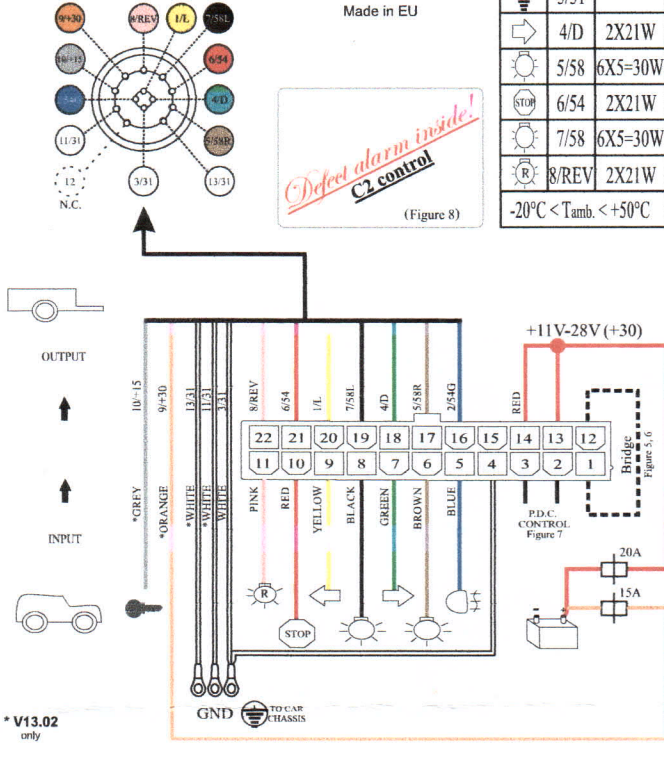 Made in EU
9/+30
8/REV
1/L
7/58L
10/+15
6/54
4/D
11/31
5/58R
12
N.C.
3/31
13/31
Defect alarm inside!
C2 control
(Figure 8)
4/D 2X21W
5/58 6X5=30W
STOP 6/54 2X21W
7/58 6X5=30W
R 8/REV 2X21W
-20°C < Tamb. < +50°C
OUTPUT
INPUT
10/+15
9/+30
13/31
11/31
3/31
8/REV
6/54
1/L
7/58L
4/D
5/58R
2/54G
RED
+11V-28V (+30)
22 21 20 19 18 17 16 15 14 13 12
11 10 9 8 7 6 5 4 3 2 1
Bridge
Figure 5, 6
*GREY
*ORANGE
*WHITE
*WHITE
WHITE
PINK
RED
YELLOW
BLACK
GREEN
BROWN
BLUE
P.D.C.
CONTROL
Figure 7
20A
15A
- +
R
STOP
GND
TO CAR
CHASSIS
* V13.02
only